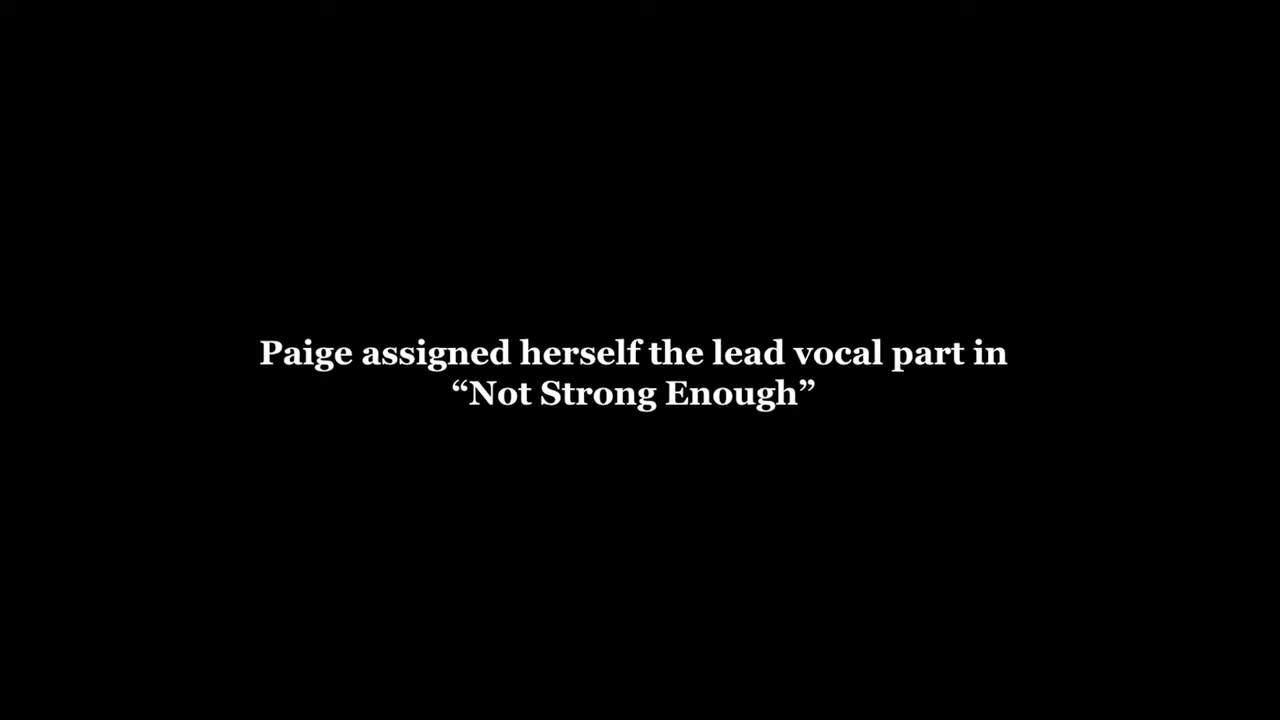 Paige assigned herself the lead vocal part in
“Not Strong Enough”